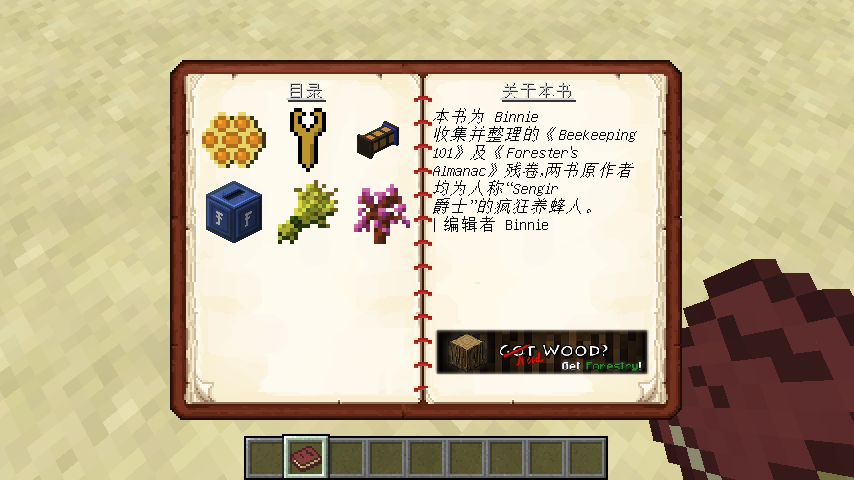 目录
关于本书
本书为 Binnie
收集并整理的《Beekeeping
101》及《Forester's
Almanac》残卷,两书原作者
均为人称“Sengir
爵士”的疯狂养蜂人。
| 编辑者 Binnie
GOT WOOD?
Need
Get Forestry!
F F